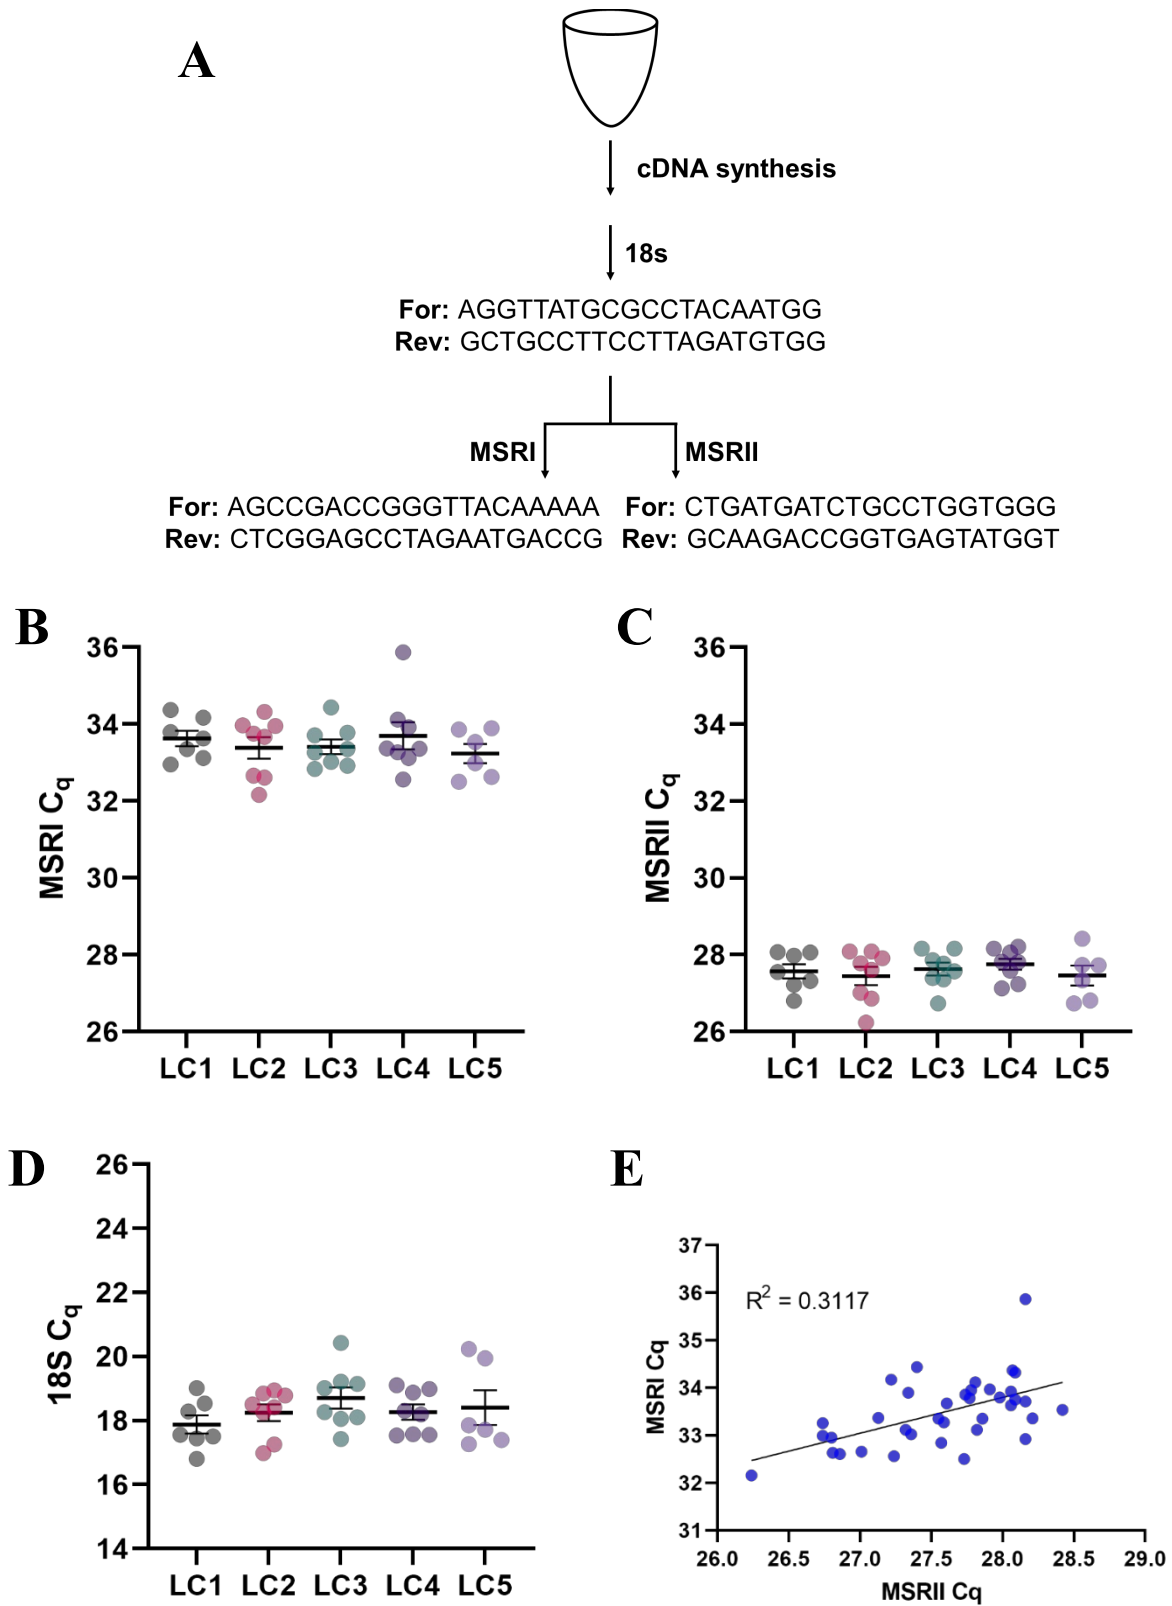 A
cDNA synthesis
18s
For: AGGTTATGCGCCTACAATGG
Rev: GCTGCCTTCCTTAGATGTGG
MSRI
MSRII
For: AGCCGACCGGGTTACAAAAA
Rev: CTCGGAGCCTAGAATGACCG
For: CTGATGATCTGCCTGGTGGG
Rev: GCAAGACCGGTGAGTATGGT
B
MSRI Cq
36
34
32
30
28
26
LC1 LC2 LC3 LC4 LC5
C
MSRII Cq
36
34
32
30
28
26
LC1 LC2 LC3 LC4 LC5
D
18S Cq
26
24
22
20
18
16
14
LC1 LC2 LC3 LC4 LC5
E
MSRI Cq
37
36
35
34
33
32
31
R2 = 0.3117
26.0 26.5 27.0 27.5 28.0 28.5 29.0
MSRII Cq